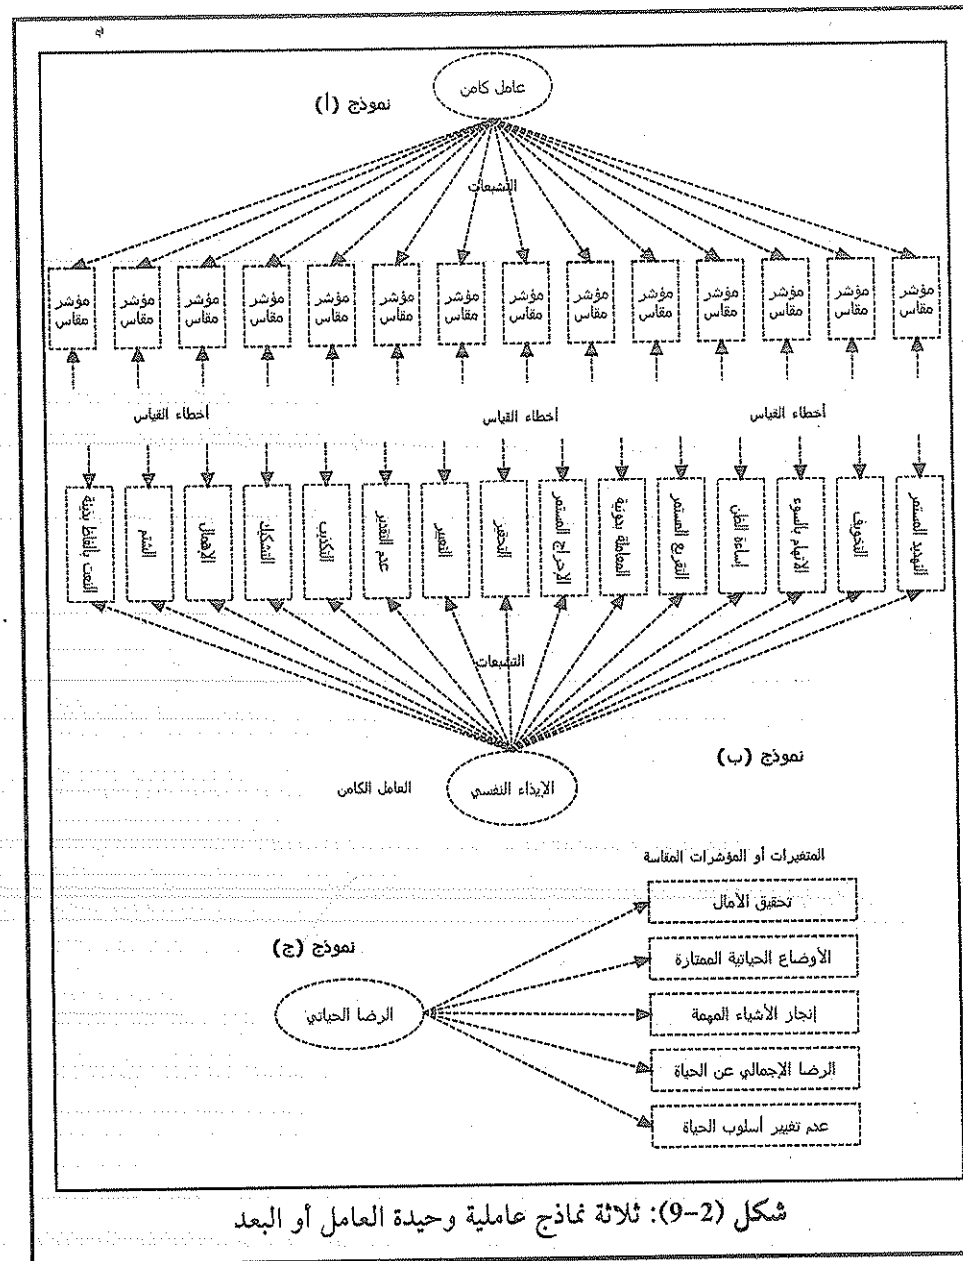 عامل كامن
نموذج (أ)
التشبعات
مؤشر مؤشر مؤشر مؤشر مؤشر مؤشر مؤشر مؤشر مؤشر مؤشر مؤشر مؤشر مؤشر مؤشر
مقاس مقاس مقاس مقاس مقاس مقاس مقاس مقاس مقاس مقاس مقاس مقاس مقاس مقاس
أخطاء القياس أخطاء القياس أخطاء القياس
التهديد المستمر
التخويف
الاتهام بالسوء
إساءة الظن
التقريع المستمر
المعاملة بدونية
الإحراج المستمر
التحقير
التعيير
عدم التقدير
التكذيب
التشكيك
الإهمال
الشتم
النعت بألفاظ بذيئة
التشبعات
نموذج (ب)
الإيذاء النفسي
العامل الكامن
المتغيرات أو المؤشرات المقاسة
تحقيق الأمال
نموذج (ج)
الأوضاع الحياتية الممتازة
الرضا الحياتي
إنجاز الأشياء المهمة
الرضا الإجمالي عن الحياة
عدم تغيير أسلوب الحياة
شكل (2-9): ثلاثة نماذج عاملية وحيدة العامل أو البعد